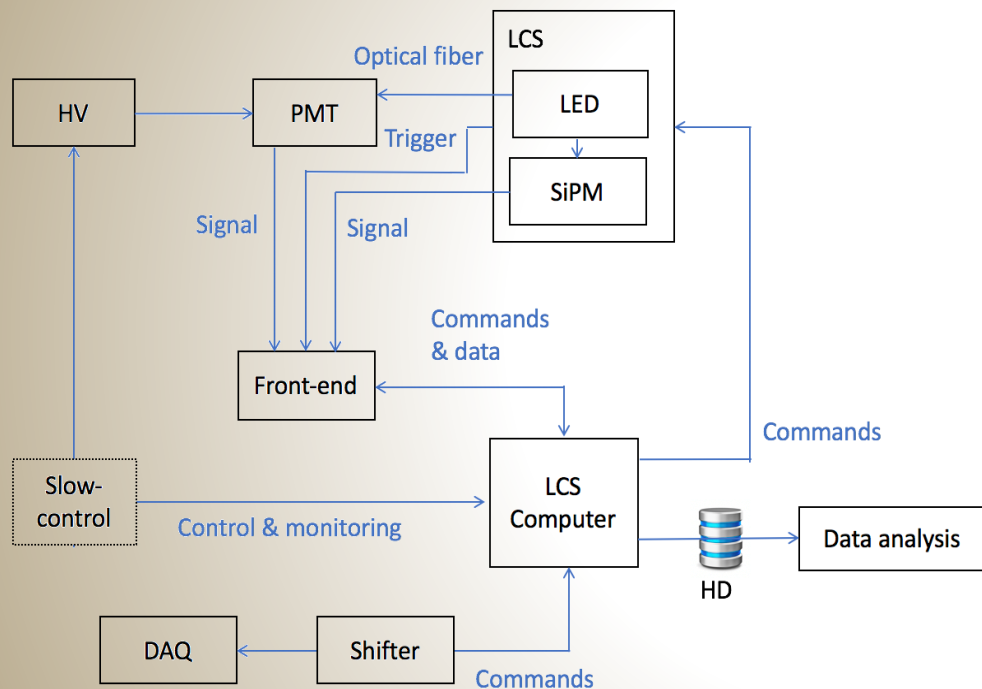 LCS
Optical fiber
HV
PMT
LED
Trigger
SiPM
Signal
Signal
Commands
& data
Front-end
Commands
Slow-
control
LCS
Computer
Control & monitoring
Data analysis
HD
DAQ
Shifter
Commands